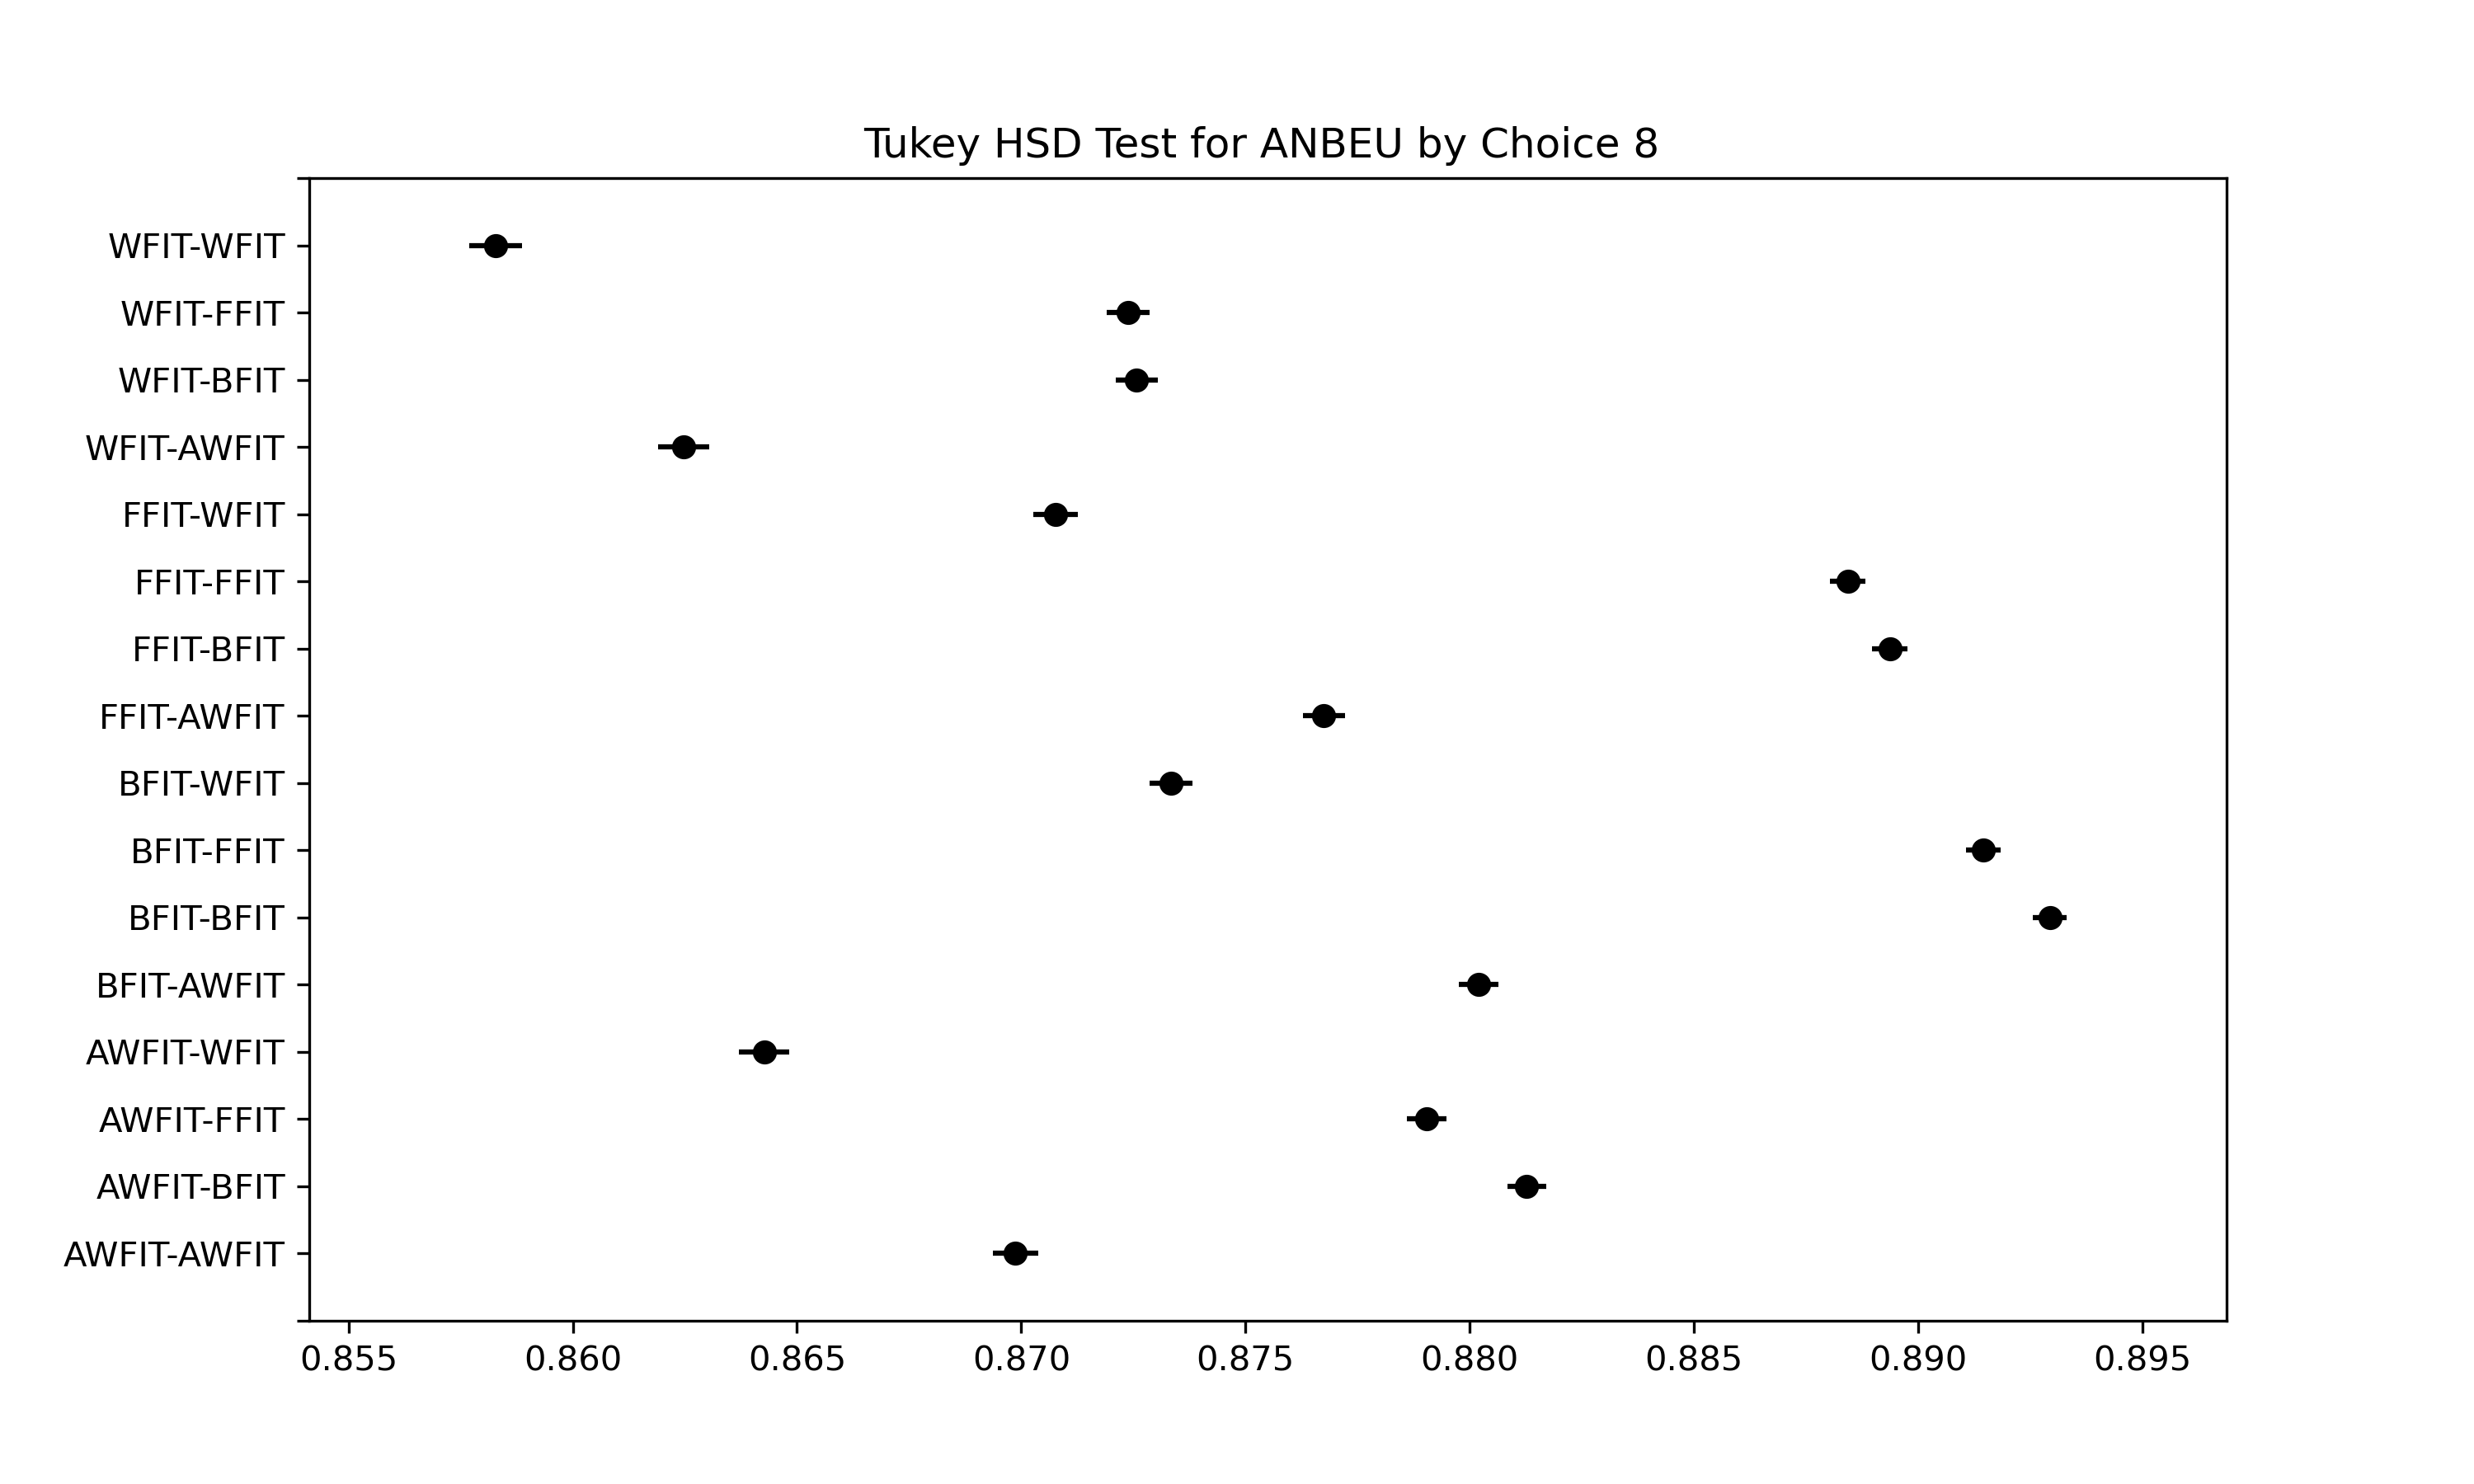 Tukey HSD Test for ANBEU by Choice 8
WFIT-WFIT
WFIT-FFIT
WFIT-BFIT
WFIT-AWFIT
FFIT-WFIT
FFIT-FFIT
FFIT-BFIT
FFIT-AWFIT
BFIT-WFIT
BFIT-FFIT
BFIT-BFIT
BFIT-AWFIT
AWFIT-WFIT
AWFIT-FFIT
AWFIT-BFIT
AWFIT-AWFIT
0.855 0.860 0.865 0.870 0.875 0.880 0.885 0.890 0.895